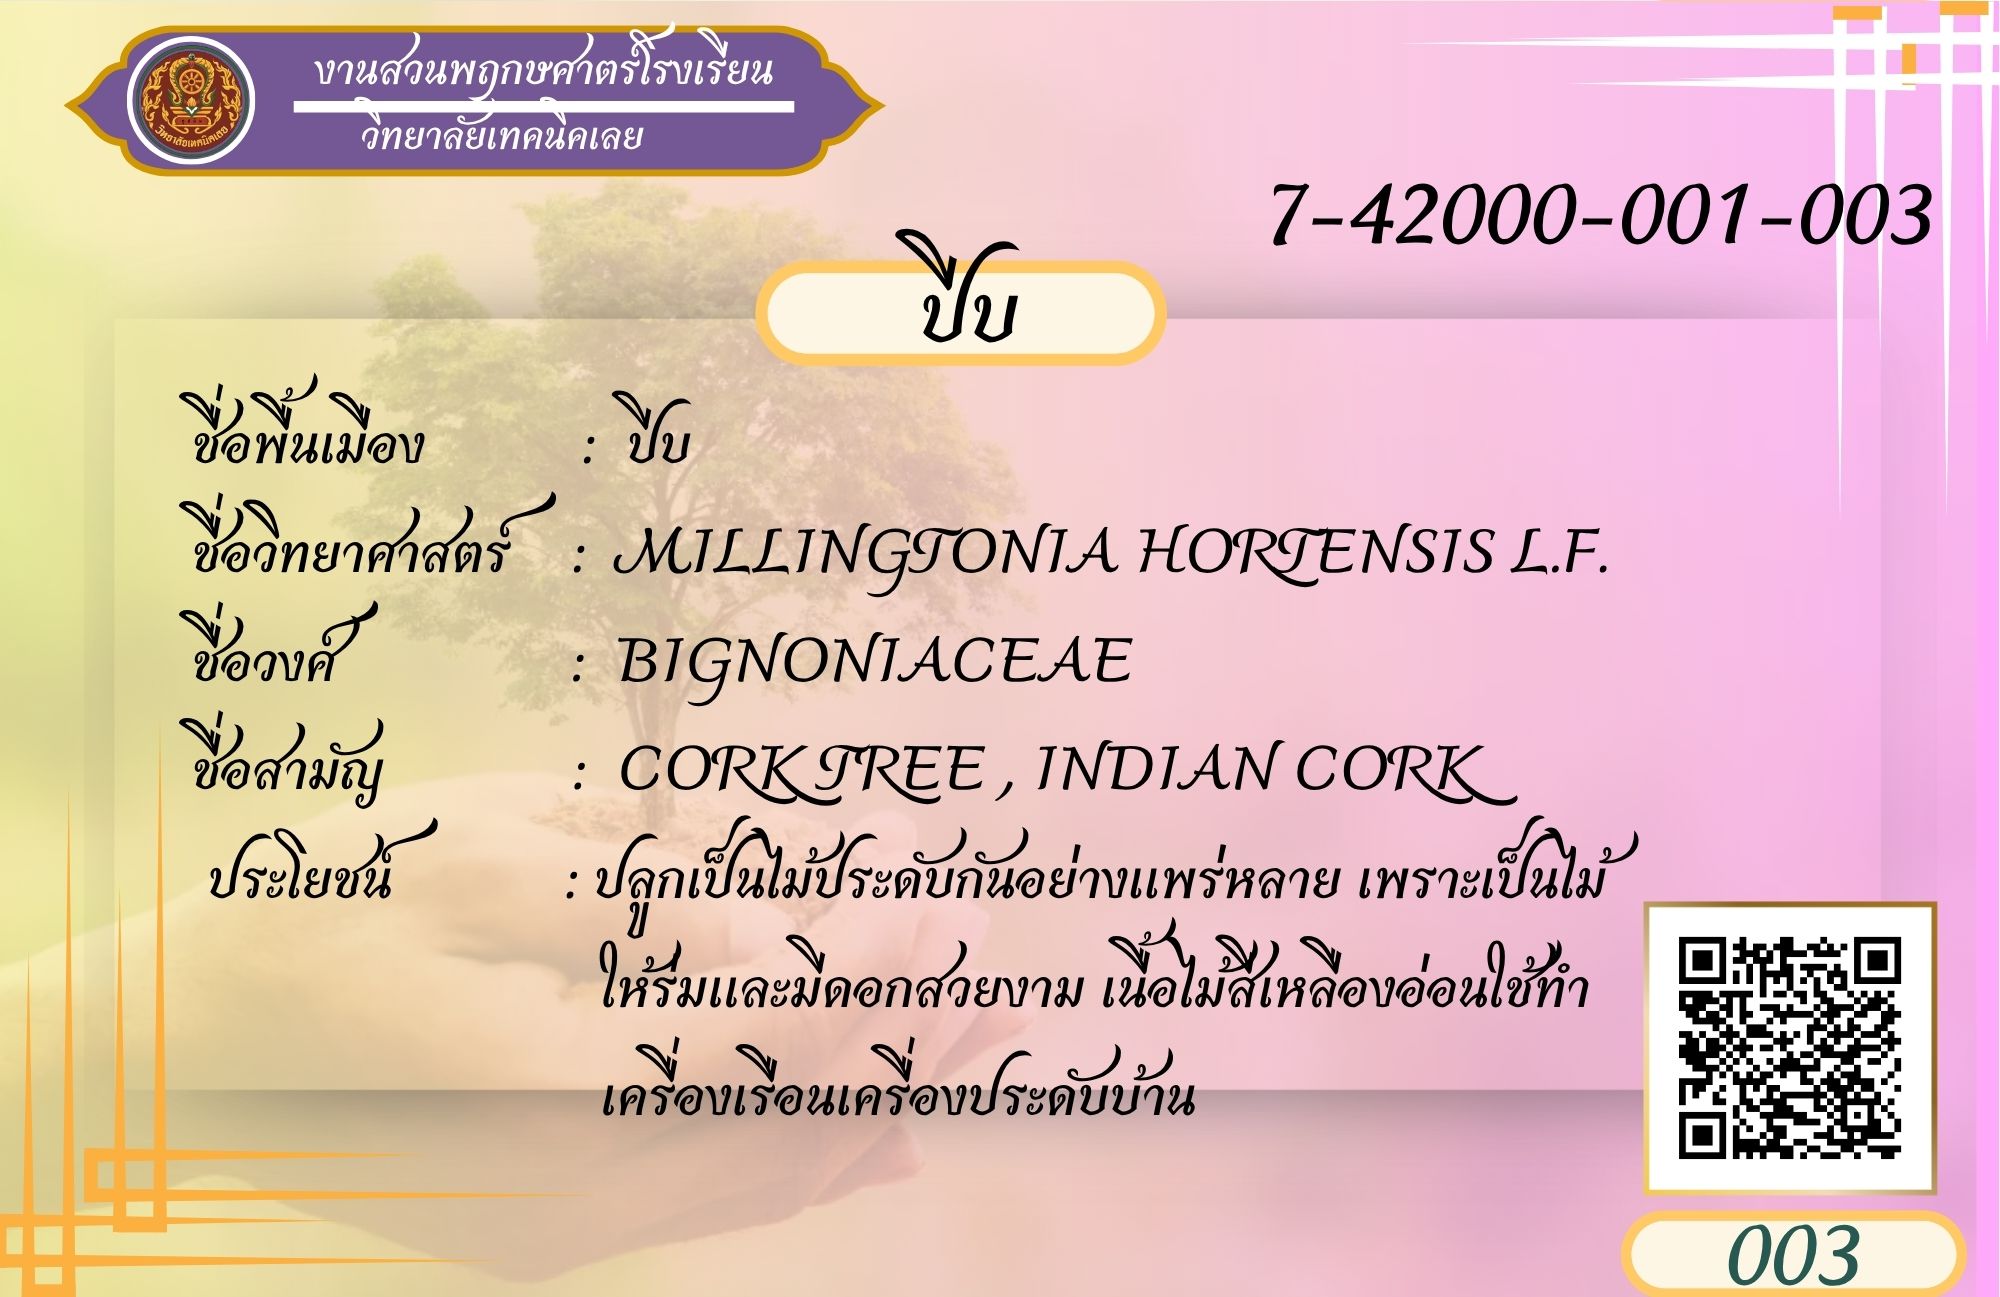 งานสวนพฤกษศาตร์โรงเรียน
วิทยาลัยเทคนิคเลย
วิทยาลัยเทคนิคเลย
7-42000-001-003
ปีบ
ชื่อพื้นเมือง : ปีบ
ชื่อวิทยาศาสตร์ : MILLINGTONIA HORTENSIS L.F.
ชื่อวงศ์ : BIGNONIACEAE
ชื่อสามัญ : CORK TREE , INDIAN CORK
ประโยชน์ : ปลูกเป็นไม้ประดับกันอย่างแพร่หลาย เพราะเป็นไม้
ให้ร่มและมีดอกสวยงาม เนื้อไม้สีเหลืองอ่อนใช้ทำ
เครื่องเรือนเครื่องประดับบ้าน
003